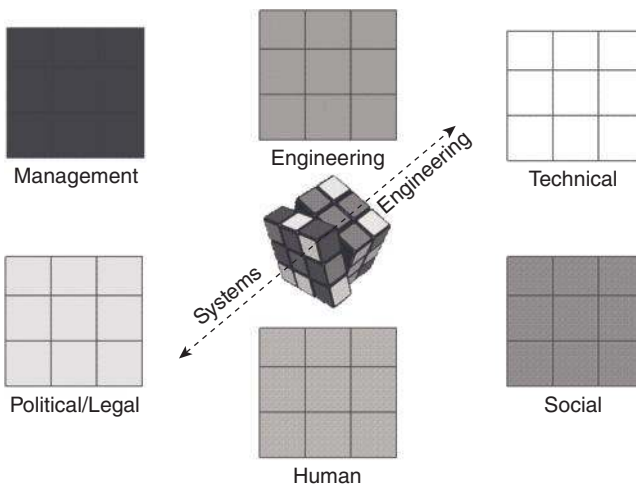 Management
Engineering
Technical
Engineering
Systems
Political/Legal
Human
Social